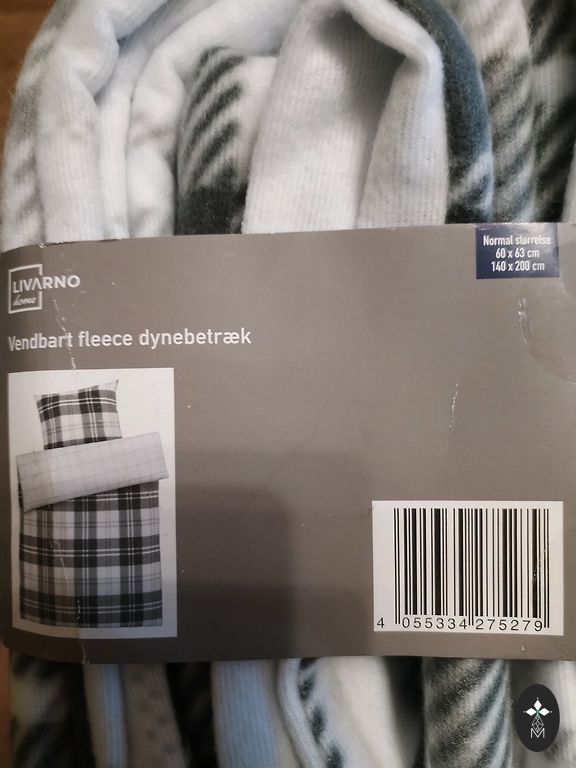 Normal størrelse
60 x 63 cm
140 x 200 cm
LIVARNO
home
Vendbart fleece dynebetræk
4 055334 275279
M